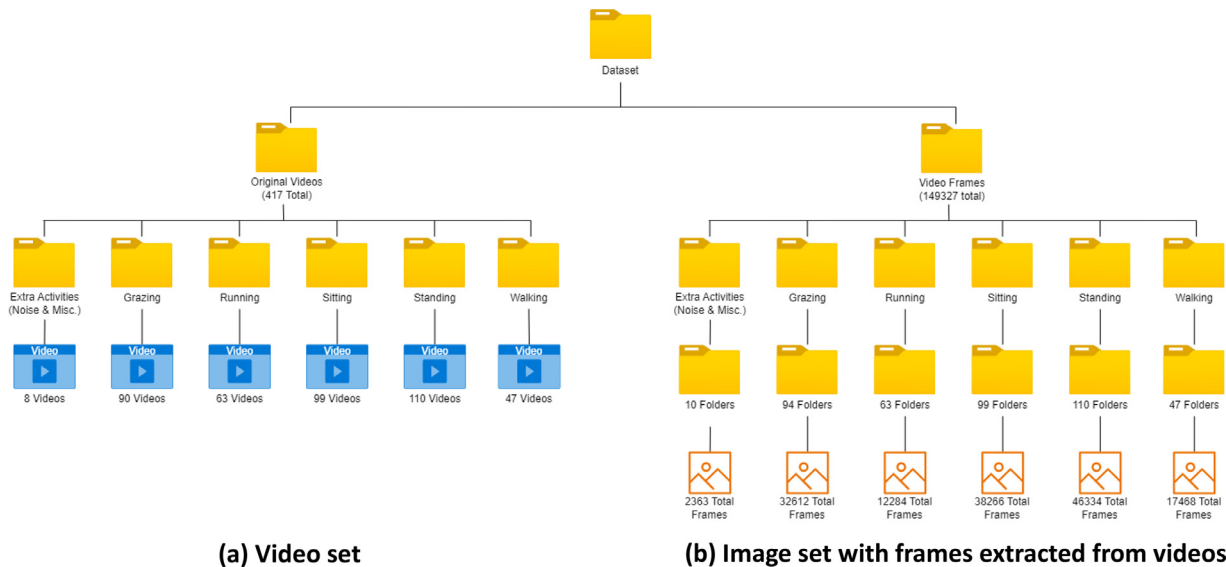 Dataset
Original Videos
(417 Total)
Video Frames
(149327 total)
Extra Activities
(Noise & Misc.)
Grazing
Running
Sitting
Standing
Walking
Extra Activities
(Noise & Misc.)
Grazing
Running
Sitting
Standing
Walking
Video
Video
Video
Video
Video
Video
8 Videos
90 Videos
63 Videos
99 Videos
110 Videos
47 Videos
10 Folders
94 Folders
63 Folders
99 Folders
110 Folders
47 Folders
2363 Total
Frames
32612 Total
Frames
12284 Total
Frames
38266 Total
Frames
46334 Total
Frames
17468 Total
Frames
(a) Video set
(b) Image set with frames extracted from videos